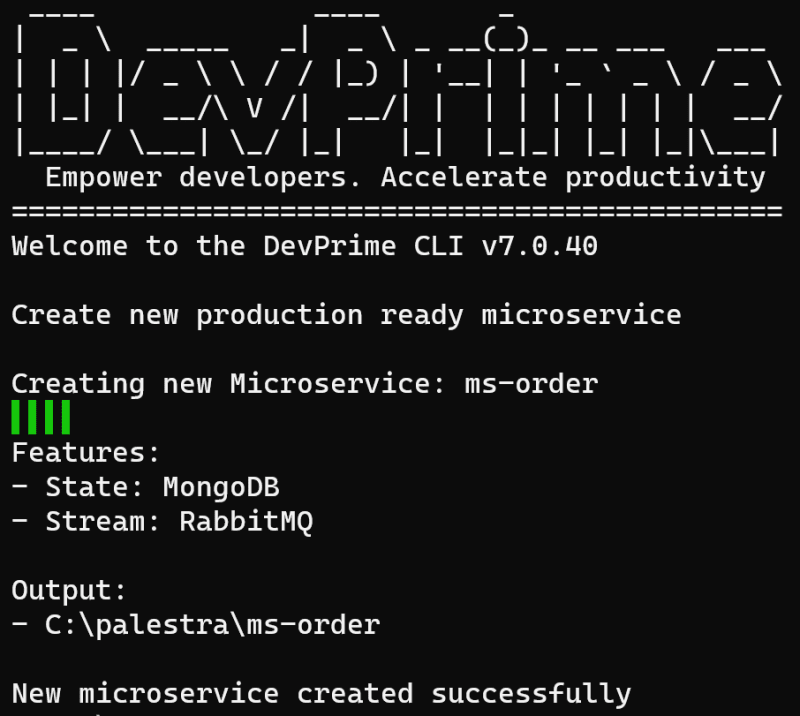 DevPrime
Empower developers. Accelerate productivity
==============================================
Welcome to the DevPrime CLI v7.0.40
Create new production ready microservice
Creating new Microservice: ms-order
Features:
- State: MongoDB
- Stream: RabbitMQ
Output:
- C:\palestra\ms-order
New microservice created successfully